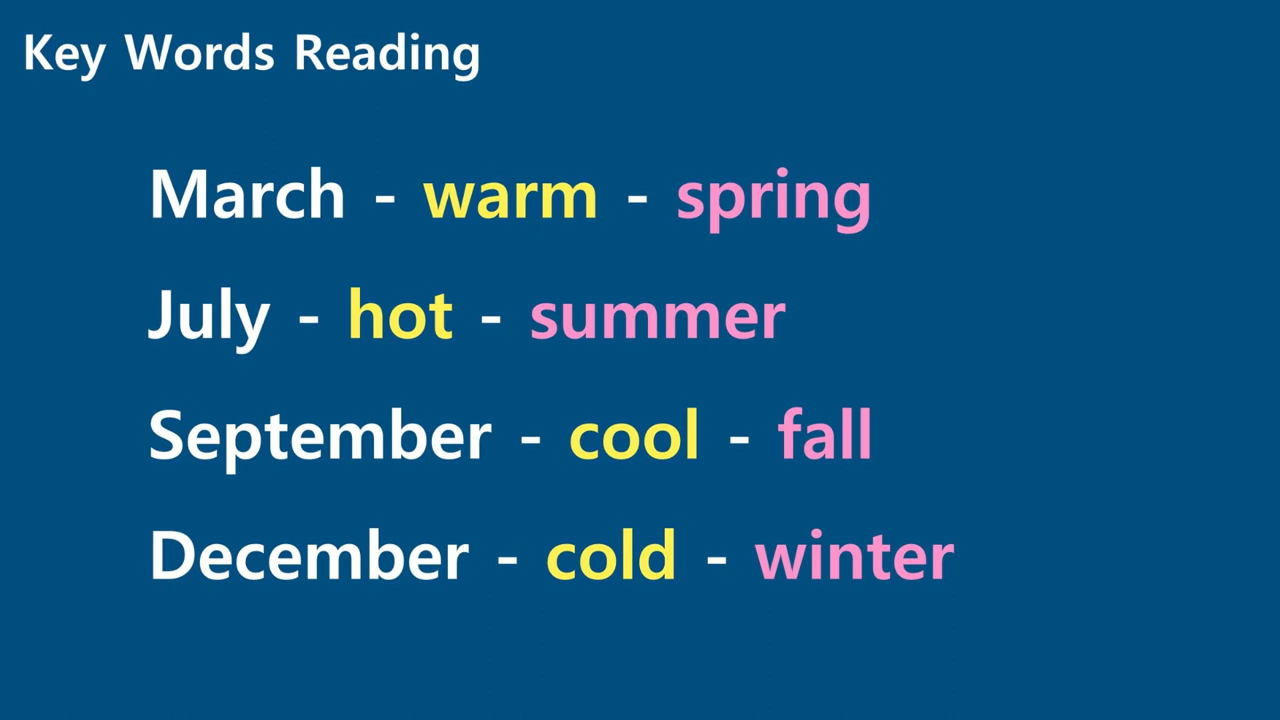 Key Words Reading
March - warm - spring
July - hot - summer
September - cool - fall
December - cold - winter